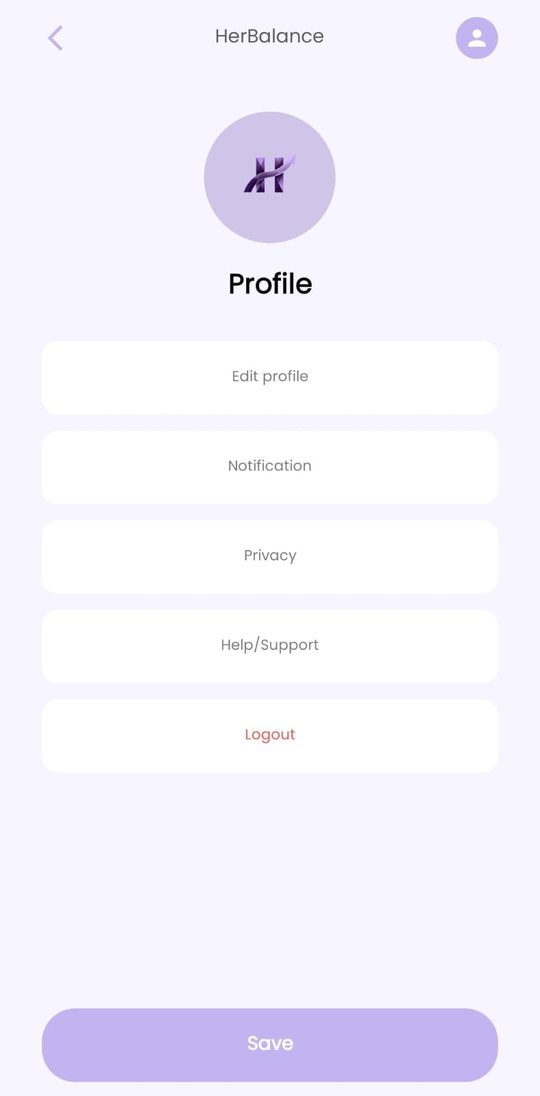 HerBalance
H
Profile
Edit profile
Notification
Privacy
Help/Support
Logout
Save